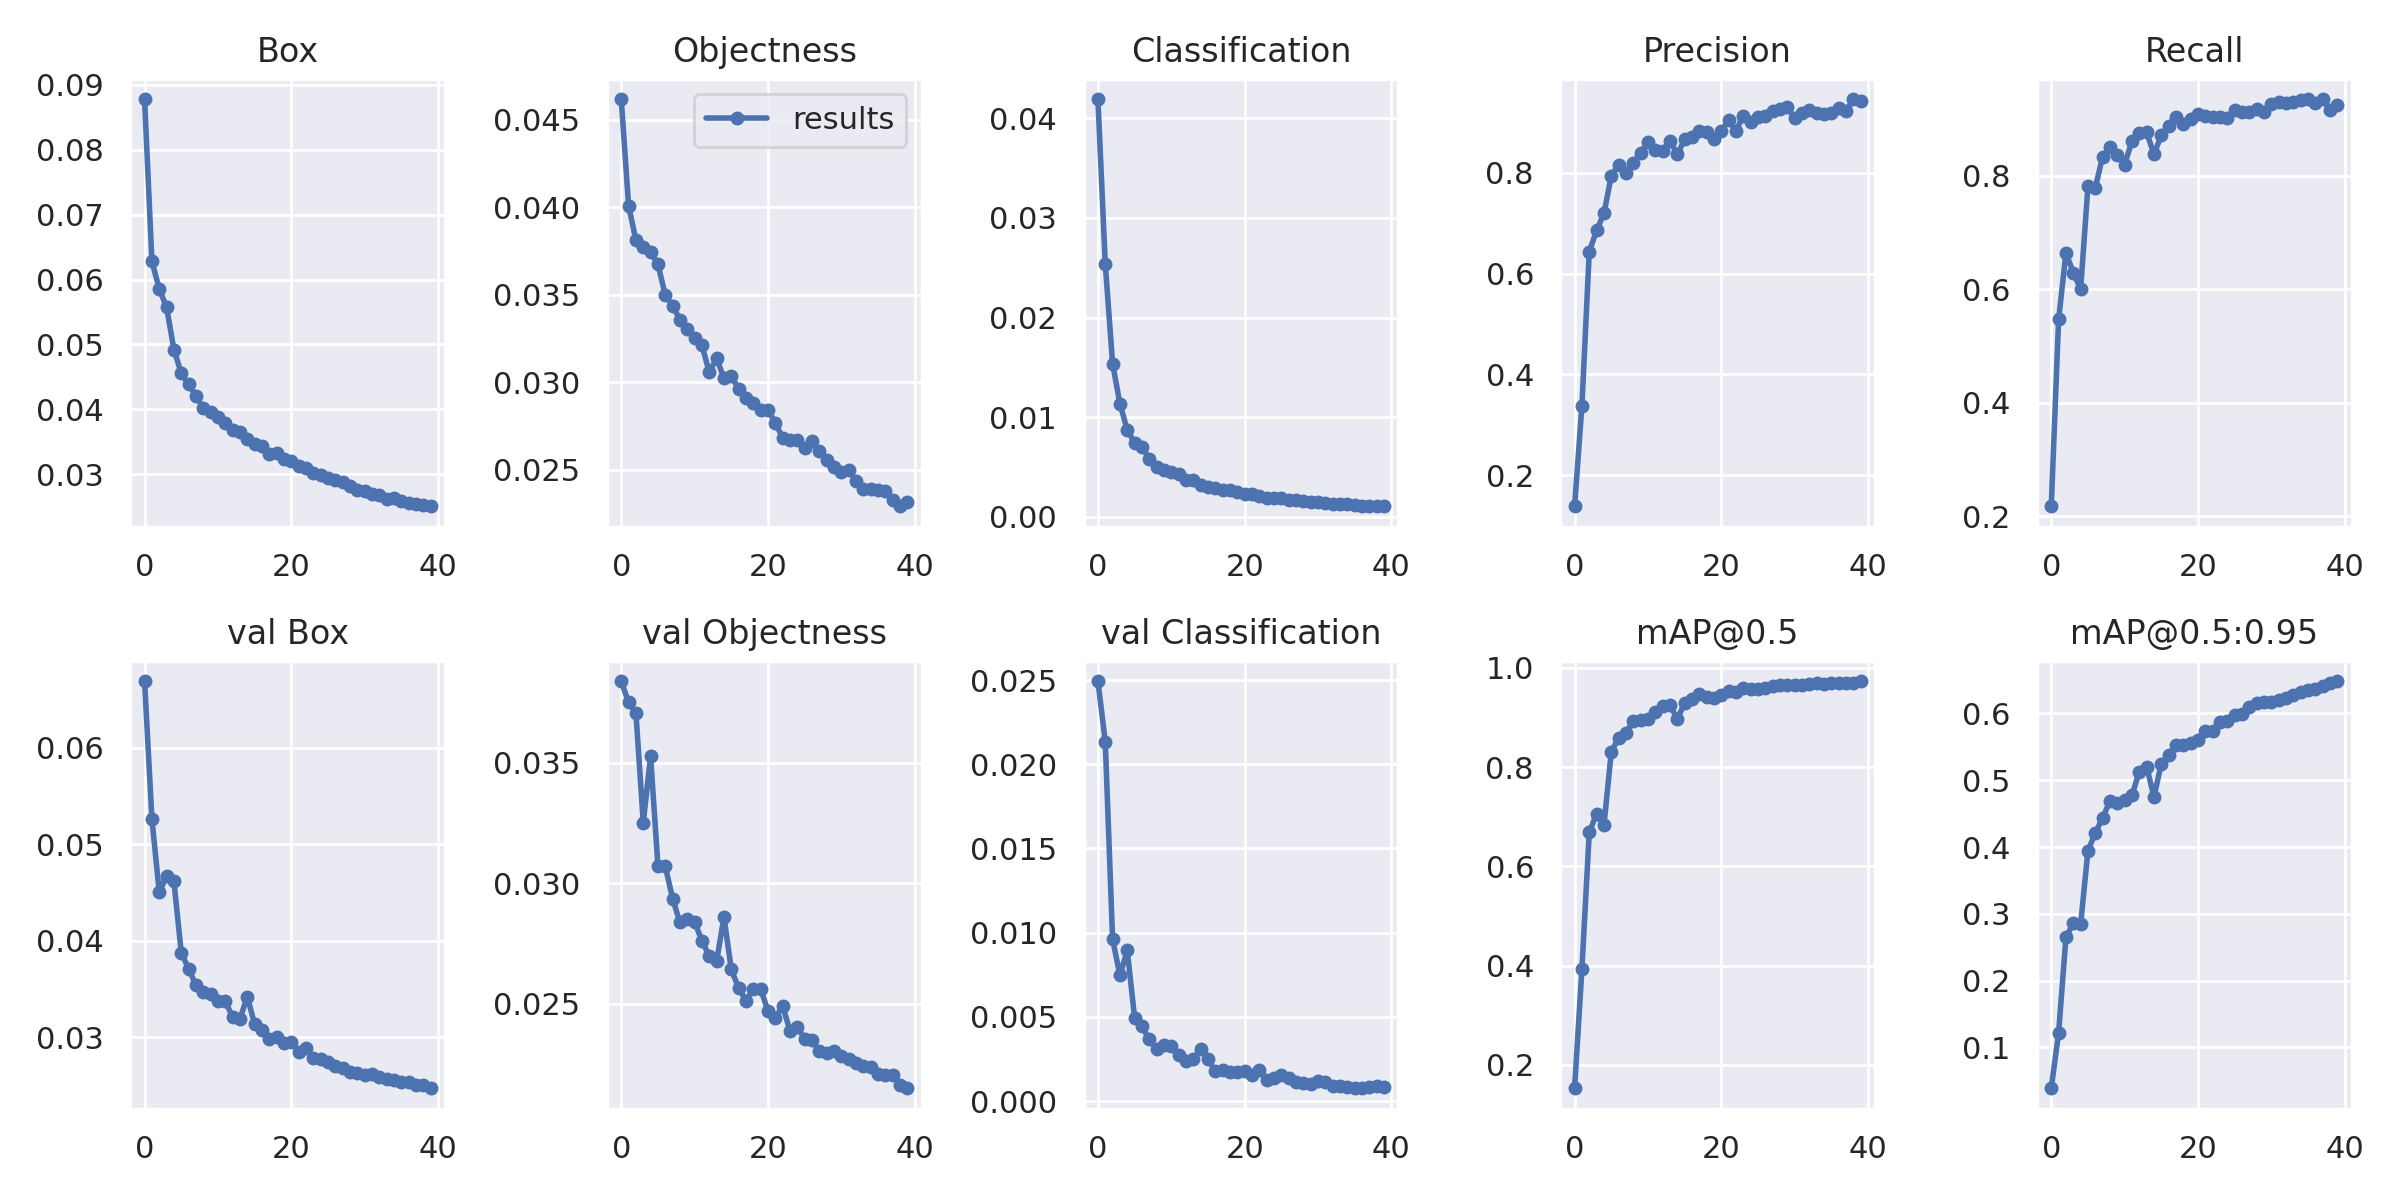 Box
0.09
0.08
0.07
0.06
0.05
0.04
0.03
0 20 40
Objectness
results
0.045
0.040
0.035
0.030
0.025
0 20 40
Classification
0.04
0.03
0.02
0.01
0.00
0 20 40
Precision
0.8
0.6
0.4
0.2
0 20 40
Recall
0.8
0.6
0.4
0.2
0 20 40
val Box
0.06
0.05
0.04
0.03
0 20 40
val Objectness
0.035
0.030
0.025
0 20 40
val Classification
0.025
0.020
0.015
0.010
0.005
0.000
0 20 40
mAP@0.5
1.0
0.8
0.6
0.4
0.2
0 20 40
mAP@0.5:0.95
0.6
0.5
0.4
0.3
0.2
0.1
0 20 40